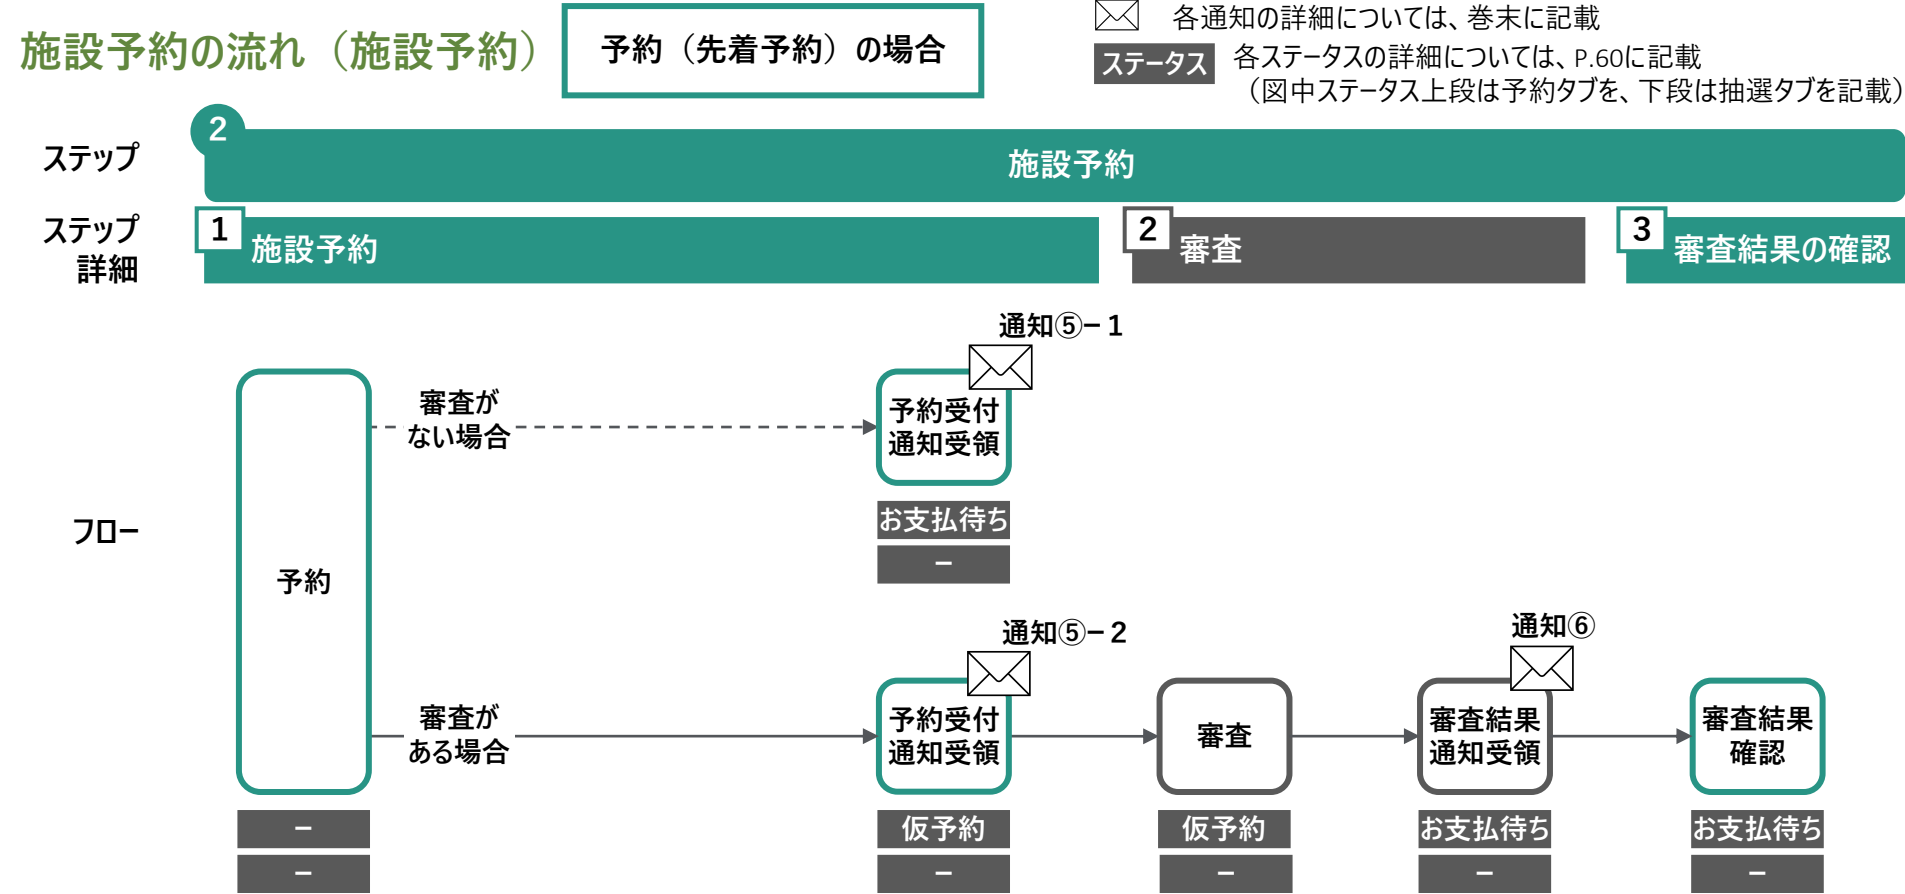 施設予約の流れ（施設予約）
予約（先着予約）の場合
各通知の詳細については、巻末に記載
ステータス
各ステータスの詳細については、P.60に記載
（図中ステータス上段は予約タブを、下段は抽選タブを記載）
ステップ
2
施設予約
ステップ
詳細
1
施設予約
2
審査
3
審査結果の確認
フロー
予約
－
－
審査が
ない場合
通知⑤－１
予約受付
通知受領
お支払待ち
－
審査が
ある場合
通知⑤－２
予約受付
通知受領
仮予約
－
審査
仮予約
－
通知⑥
審査結果
通知受領
お支払待ち
－
審査結果
確認
お支払待ち
－